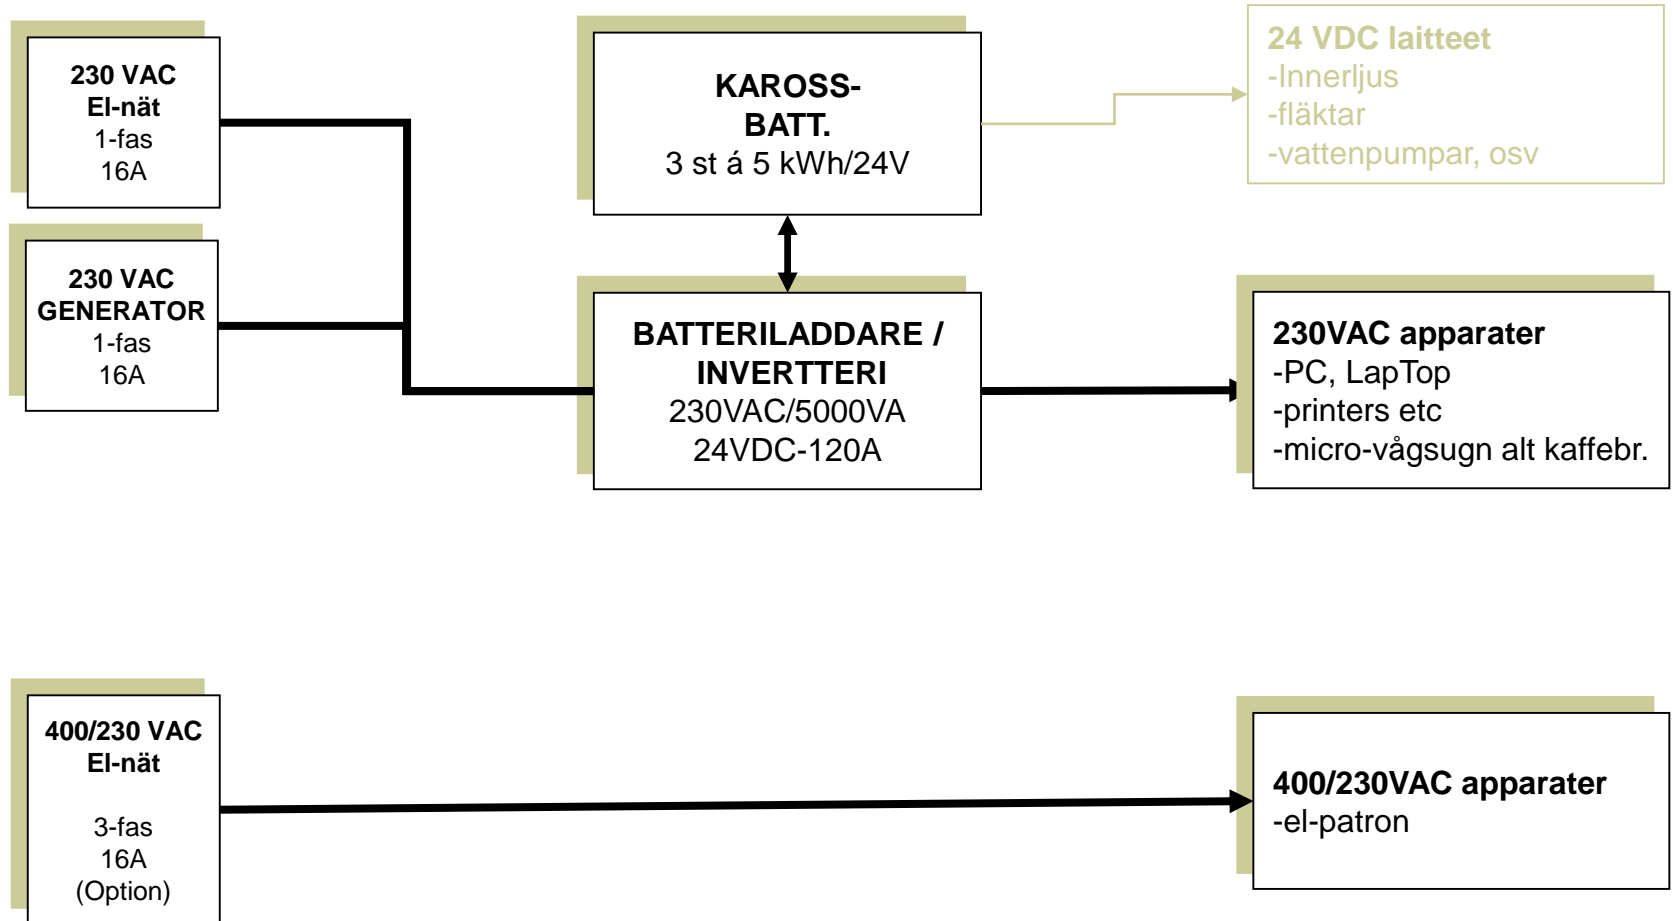 230 VAC
El-nät
1-fas
16A
230 VAC
GENERATOR
1-fas
16A
KAROSS-
BATT.
3 st á 5 kWh/24V
24 VDC laitteet
-Innerljus
-fläktar
-vattenpumpar, osv
BATTERILADDARE /
INVERTTERI
230VAC/5000VA
24VDC-120A
230VAC apparater
-PC, LapTop
-printers etc
-micro-vågsugn alt kaffebr.
400/230 VAC
El-nät
3-fas
16A
(Option)
400/230VAC apparater
-el-patron